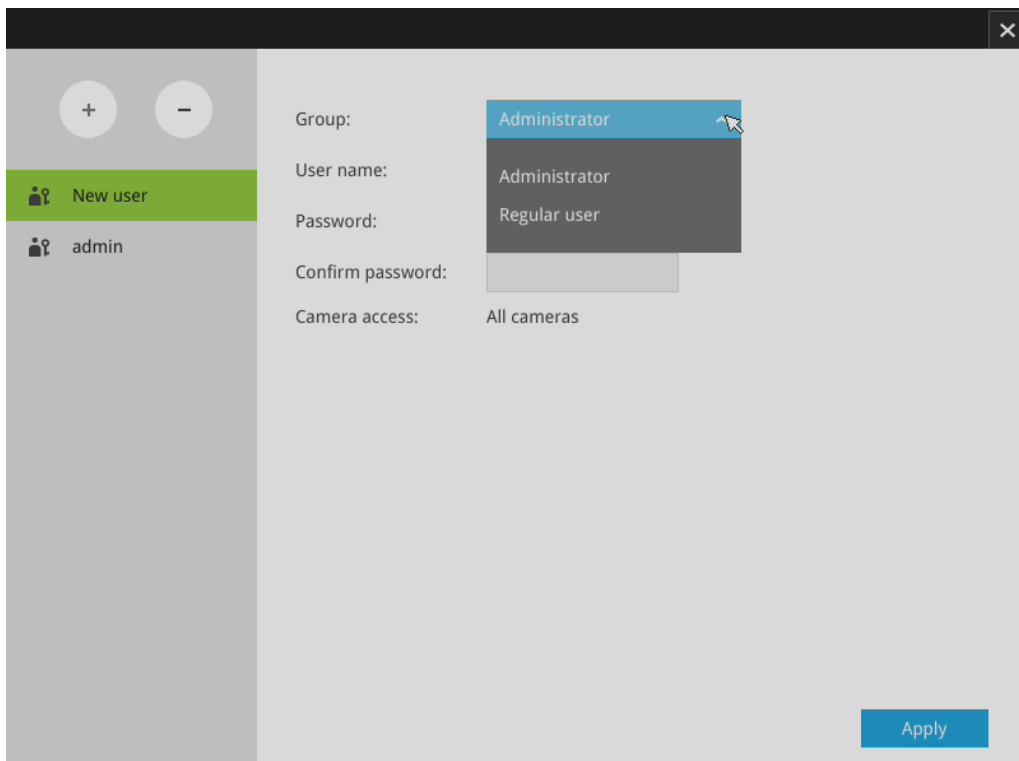 Group: Administrator
Administrator
Regular user
User name:
Password:
Confirm password:
Camera access: All cameras
New user
admin
Apply